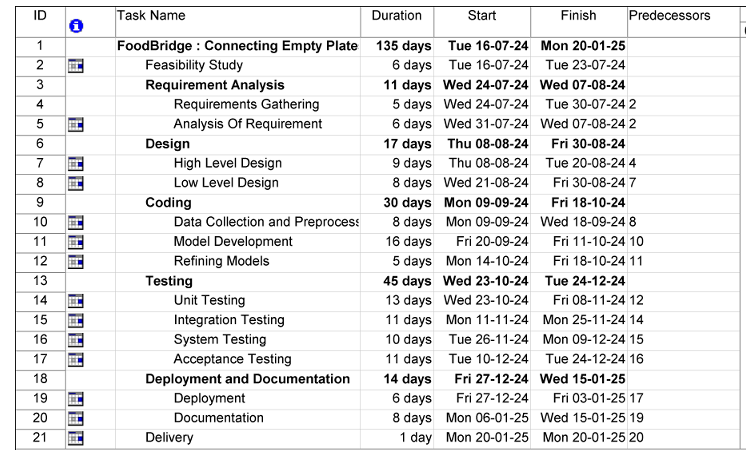 ID Task Name Duration Start Finish Predecessors
1 FoodBridge : Connecting Empty Plate 135 days Tue 16-07-24 Mon 20-01-25
2 Feasibility Study 6 days Tue 16-07-24 Tue 23-07-24
3 Requirement Analysis 11 days Wed 24-07-24 Wed 07-08-24
4 Requirements Gathering 5 days Wed 24-07-24 Tue 30-07-24 2
5 Analysis Of Requirement 6 days Wed 31-07-24 Wed 07-08-24 2
6 Design 17 days Thu 08-08-24 Fri 30-08-24
7 High Level Design 9 days Thu 08-08-24 Tue 20-08-24 4
8 Low Level Design 8 days Wed 21-08-24 Fri 30-08-24 7
9 Coding 30 days Mon 09-09-24 Fri 18-10-24
10 Data Collection and Preprocess 8 days Mon 09-09-24 Wed 18-09-24 8
11 Model Development 16 days Fri 20-09-24 Fri 11-10-24 10
12 Refining Models 5 days Mon 14-10-24 Fri 18-10-24 11
13 Testing 45 days Wed 23-10-24 Tue 24-12-24
14 Unit Testing 13 days Wed 23-10-24 Fri 08-11-24 12
15 Integration Testing 11 days Mon 11-11-24 Mon 25-11-24 14
16 System Testing 10 days Tue 26-11-24 Mon 09-12-24 15
17 Acceptance Testing 11 days Tue 10-12-24 Tue 24-12-24 16
18 Deployment and Documentation 14 days Fri 27-12-24 Wed 15-01-25
19 Deployment 6 days Fri 27-12-24 Fri 03-01-25 17
20 Documentation 8 days Mon 06-01-25 Wed 15-01-25 19
21 Delivery 1 day Mon 20-01-25 Mon 20-01-25 20